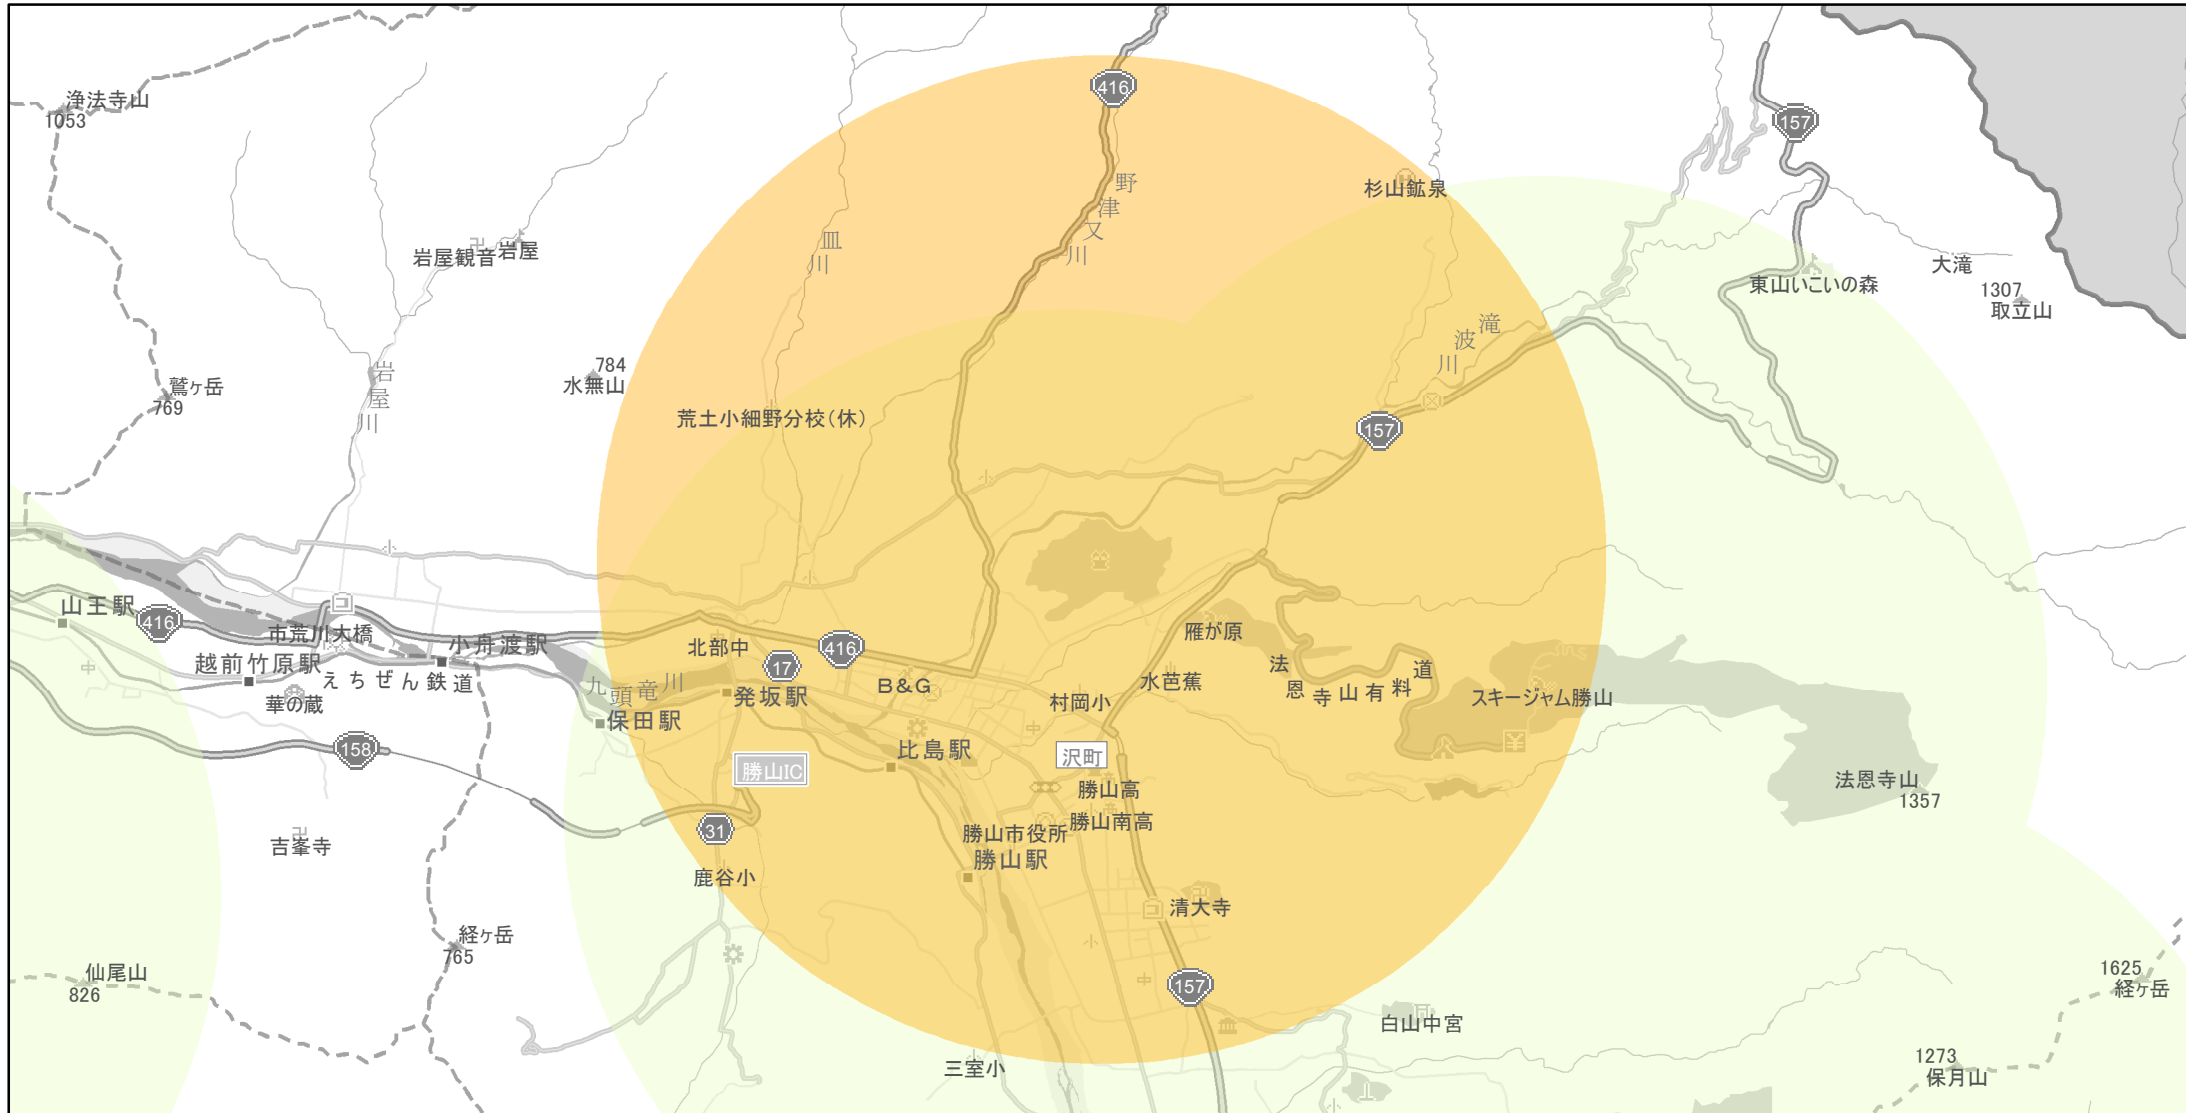 416
浄法寺山
1053
157
野津又川
杉山鉱泉
皿川
岩屋観音
岩屋
大滝
東山いこいの森
1307
取立山
滝波川
784
水無山
岩屋川
鷲ヶ岳
769
荒土小細野分校(休)
157
小
小
小
山王駅
416
市荒川大橋
小舟渡駅
越前竹原駅
えちぜん鉄道
中
華の蔵
北部中
416
17
雁が原
水芭蕉
法恩寺山有料道
スキージャム勝山
九頭竜川
発坂駅
B&G
村岡小
保田駅
中
158
勝山IC
比島駅
沢町
法恩寺山
1357
勝山高
31
勝山市役所
勝山南高
小
吉峯寺
勝山駅
鹿谷小
清大寺
経ヶ岳
765
小
仙尾山
826
中
157
1625
経ヶ岳
白山中宮
三室小
1273
保月山
小